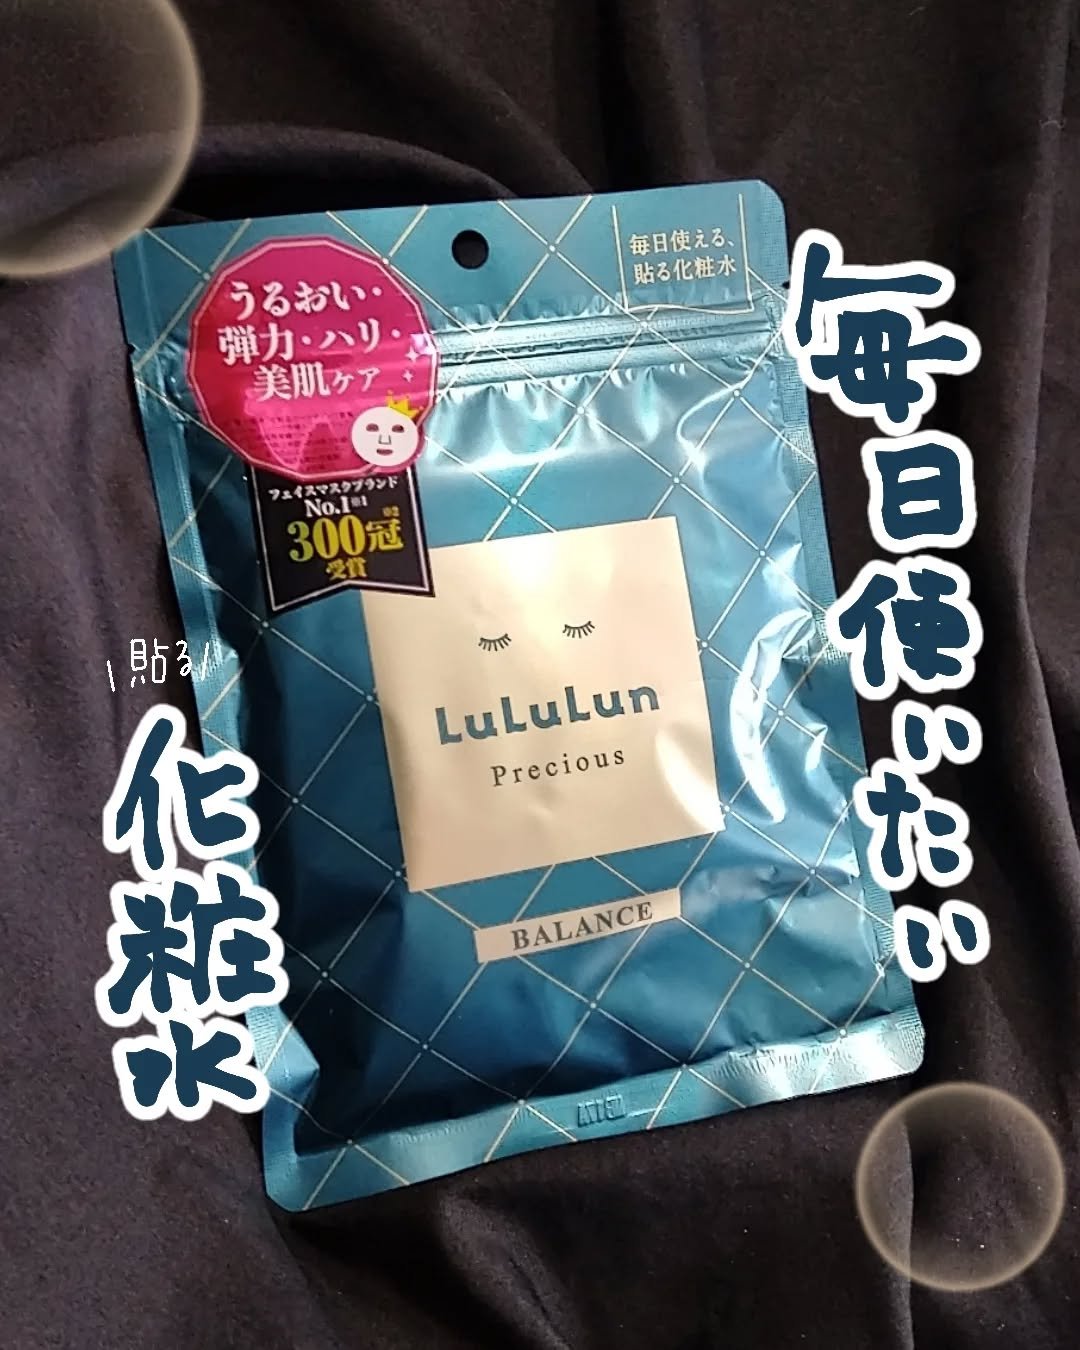 毎日使いたい
\貼る/
化粧水
毎日使える、
貼る化粧水
うるおい・
弾力・ハリ・
美肌ケア
フェイスマスクブランド
No.1※1
300冠※2
受賞
LuLuLun
Precious
BALANCE